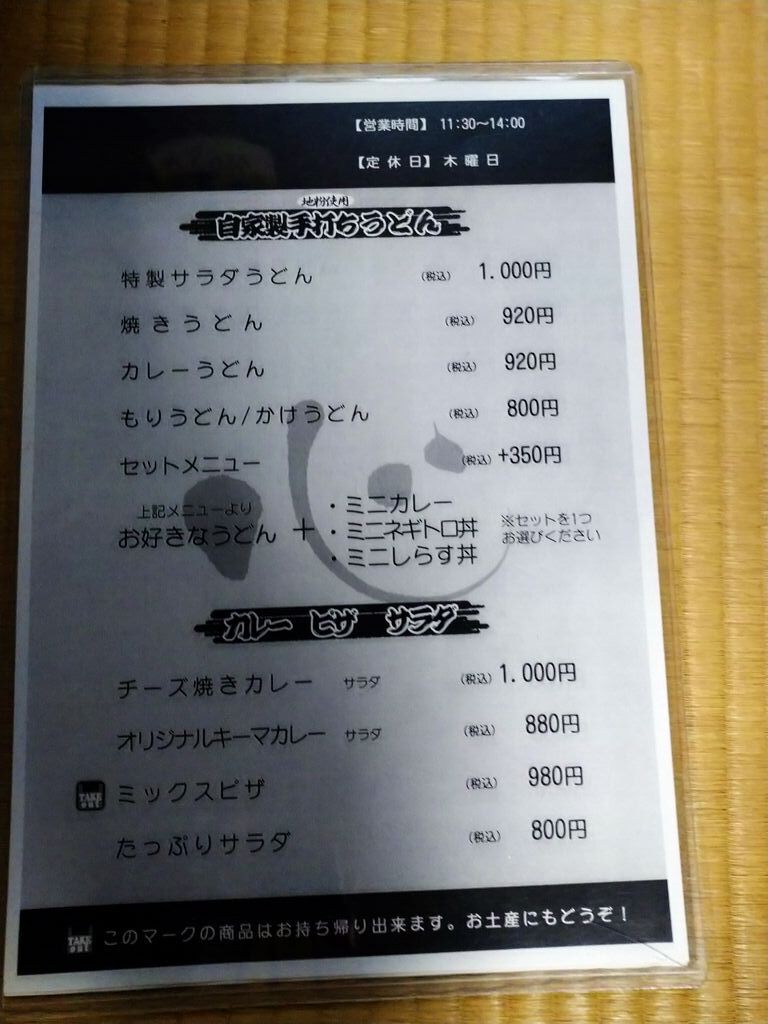 【営業時間】 11:30〜14:00
【定休日】 木曜日
地粉使用
自家製手打ちうどん
特製サラダうどん (税込) 1.000円
焼きうどん (税込) 920円
カレーうどん (税込) 920円
もりうどん/かけうどん (税込) 800円
セットメニュー (税込) +350円
上記メニューより
お好きなうどん
+
・ミニカレー
・ミニネギトロ丼
・ミニしらす丼
※セットを1つ
お選びください
カレー ピザ サラダ
チーズ焼きカレー サラダ (税込) 1.000円
オリジナルキーマカレー サラダ (税込) 880円
TAKE OUT ミックスピザ (税込) 980円
たっぷりサラダ (税込) 800円
TAKE OUT このマークの商品はお持ち帰り出来ます。お土産にもどうぞ！